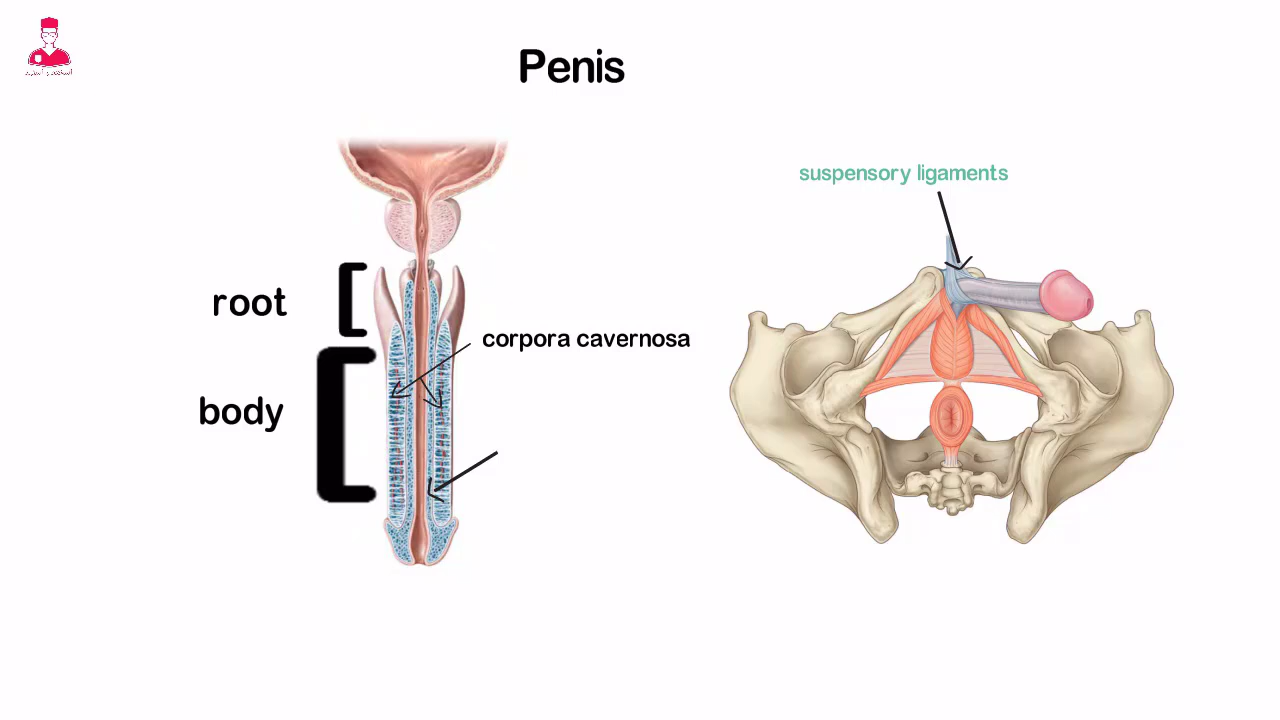 Penis
suspensory ligaments
root
corpora cavernosa
body